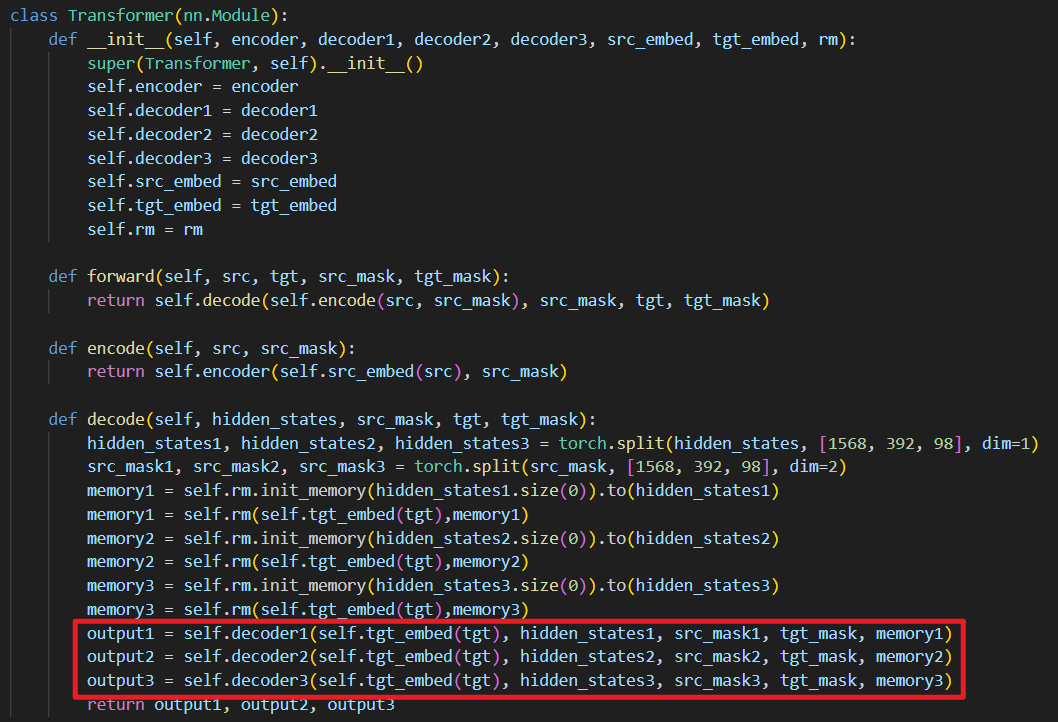 class Transformer(nn.Module):
    def __init__(self, encoder, decoder1, decoder2, decoder3, src_embed, tgt_embed, rm):
        super(Transformer, self).__init__()
        self.encoder = encoder
        self.decoder1 = decoder1
        self.decoder2 = decoder2
        self.decoder3 = decoder3
        self.src_embed = src_embed
        self.tgt_embed = tgt_embed
        self.rm = rm

    def forward(self, src, tgt, src_mask, tgt_mask):
        return self.decode(self.encode(src, src_mask), src_mask, tgt, tgt_mask)

    def encode(self, src, src_mask):
        return self.encoder(self.src_embed(src), src_mask)

    def decode(self, hidden_states, src_mask, tgt, tgt_mask):
        hidden_states1, hidden_states2, hidden_states3 = torch.split(hidden_states, [1568, 392, 98], dim=1)
        src_mask1, src_mask2, src_mask3 = torch.split(src_mask, [1568, 392, 98], dim=2)
        memory1 = self.rm.init_memory(hidden_states1.size(0)).to(hidden_states1)
        memory1 = self.rm(self.tgt_embed(tgt),memory1)
        memory2 = self.rm.init_memory(hidden_states2.size(0)).to(hidden_states2)
        memory2 = self.rm(self.tgt_embed(tgt),memory2)
        memory3 = self.rm.init_memory(hidden_states3.size(0)).to(hidden_states3)
        memory3 = self.rm(self.tgt_embed(tgt),memory3)
        output1 = self.decoder1(self.tgt_embed(tgt), hidden_states1, src_mask1, tgt_mask, memory1)
        output2 = self.decoder2(self.tgt_embed(tgt), hidden_states2, src_mask2, tgt_mask, memory2)
        output3 = self.decoder3(self.tgt_embed(tgt), hidden_states3, src_mask3, tgt_mask, memory3)
        return output1, output2, output3